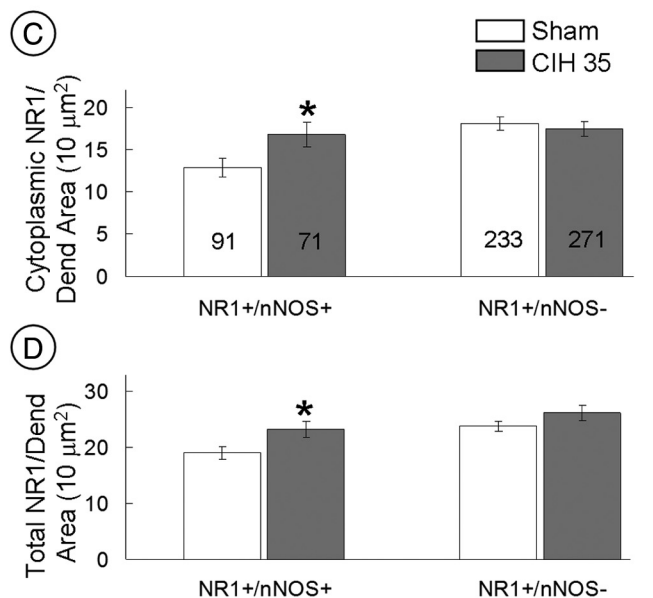 C
Sham
CIH 35
Cytoplasmic NR1/
Dend Area (10 μm²)
20
15
10
5
0
*
91
71
233
271
NR1+/nNOS+
NR1+/nNOS-
D
Total NR1/Dend
Area (10 μm²)
30
20
10
0
*
NR1+/nNOS+
NR1+/nNOS-